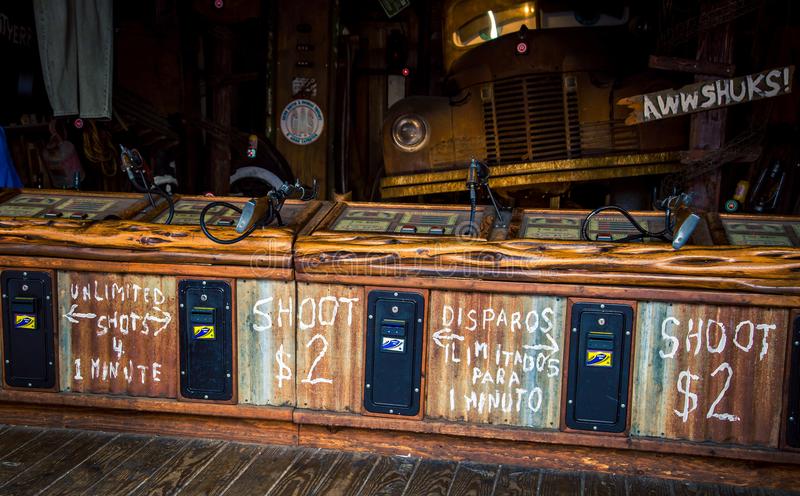 AWWSHUKS!
UNLIMITED
SHOTS
4
1 MINUTE
SHOOT
$2
DISPAROS
ILIMITADOS
PARA
1 MINUTO
SHOOT
$2